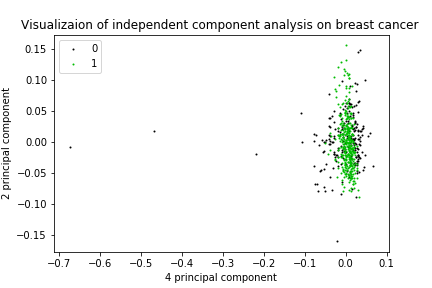 Visualizaion of independent component analysis on breast cancer
0
1
0.15
0.10
0.05
0.00
−0.05
−0.10
−0.15
2 principal component
−0.7 −0.6 −0.5 −0.4 −0.3 −0.2 −0.1 0.0 0.1
4 principal component